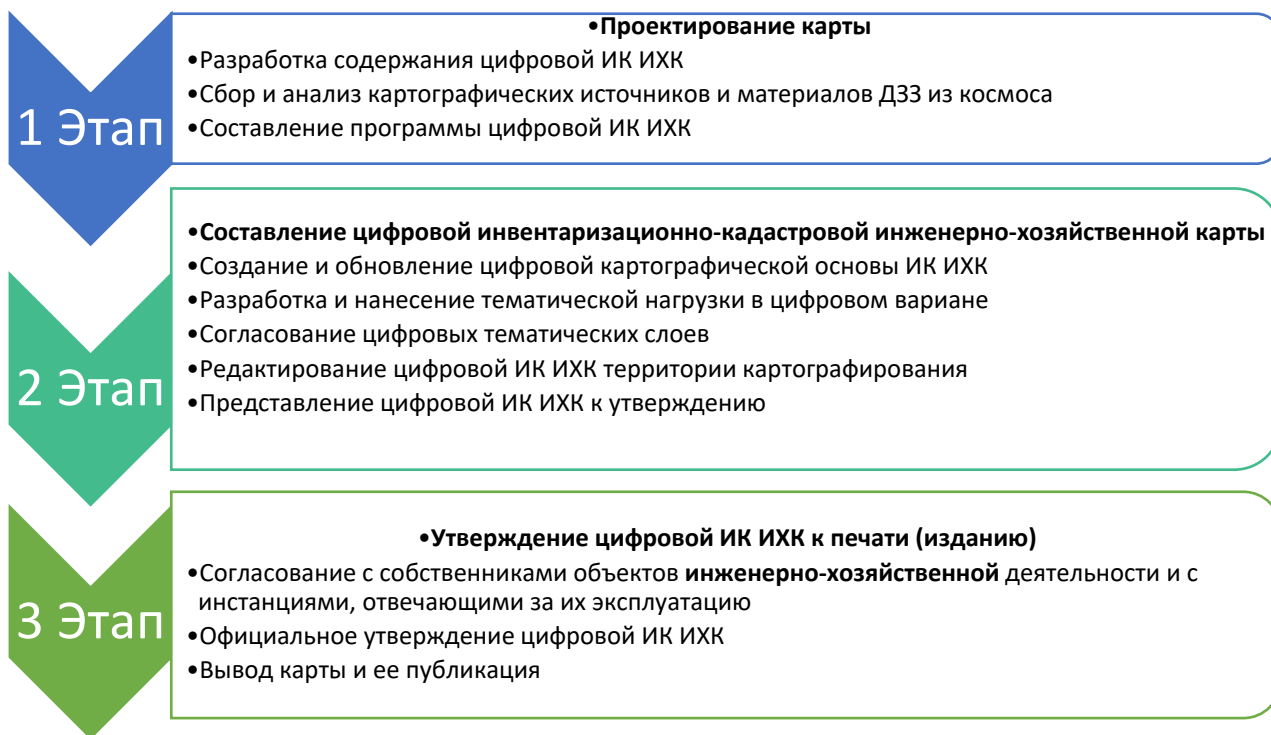 1 Этап
•Проектирование карты
•Разработка содержания цифровой ИК ИХК
•Сбор и анализ картографических источников и материалов ДЗЗ из космоса
•Составление программы цифровой ИК ИХК
2 Этап
•Составление цифровой инвентаризационно-кадастровой инженерно-хозяйственной карты
•Создание и обновление цифровой картографической основы ИК ИХК
•Разработка и нанесение тематической нагрузки в цифровом вариане
•Согласование цифровых тематических слоев
•Редактирование цифровой ИК ИХК территории картографирования
•Представление цифровой ИК ИХК к утверждению
3 Этап
•Утверждение цифровой ИК ИХК к печати (изданию)
•Согласование с собственниками объектов инженерно-хозяйственной деятельности и с
инстанциями, отвечающими за их эксплуатацию
•Официальное утверждение цифровой ИК ИХК
•Вывод карты и ее публикация